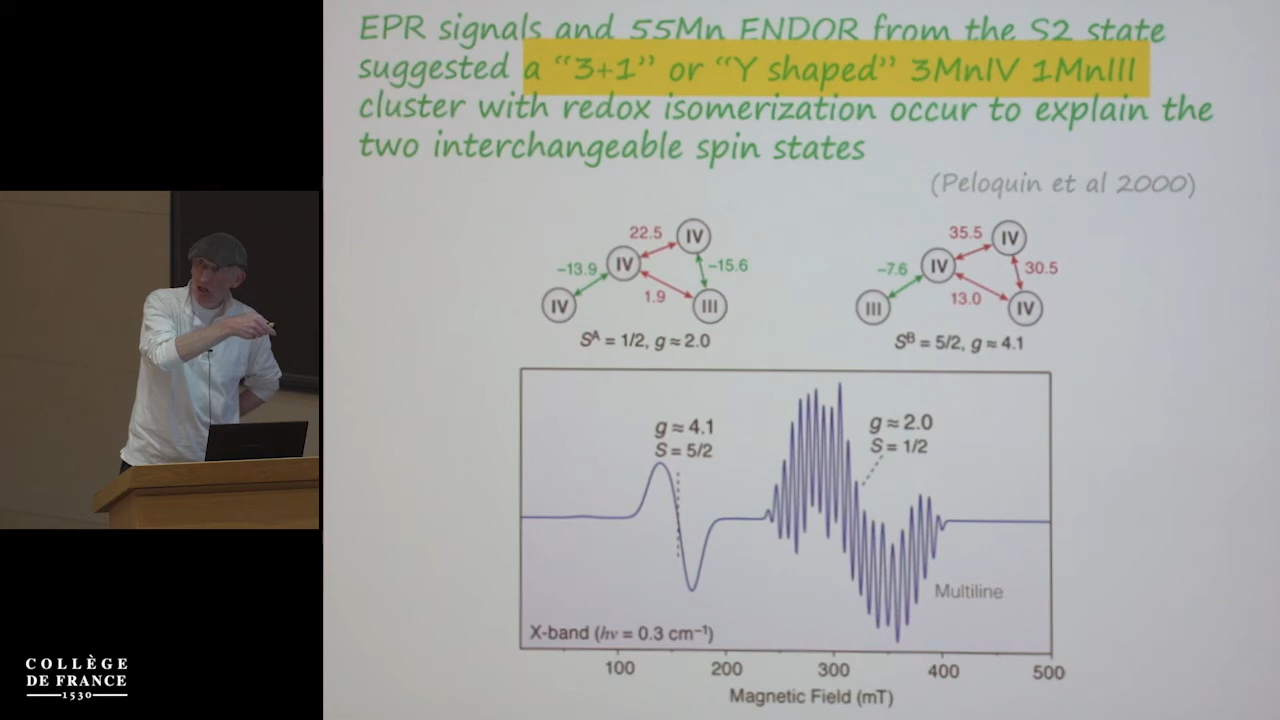 EPR signals and 55Mn ENDOR from the S2 state
suggested a “3+1” or “Y shaped” 3MnIV 1MnIII
cluster with redox isomerization occur to explain the
two interchangeable spin states
(Peloquin et al 2000)
22.5 IV
−13.9 IV −15.6
IV 1.9 III
Sᴬ = 1/2, g ≈ 2.0
35.5 IV
−7.6 IV 30.5
III 13.0 IV
Sᴮ = 5/2, g ≈ 4.1
g ≈ 4.1
S = 5/2
g ≈ 2.0
S = 1/2
Multiline
X-band (hν = 0.3 cm⁻¹)
100 200 300 400 500
Magnetic Field (mT)
COLLÈGE
DE FRANCE
1530